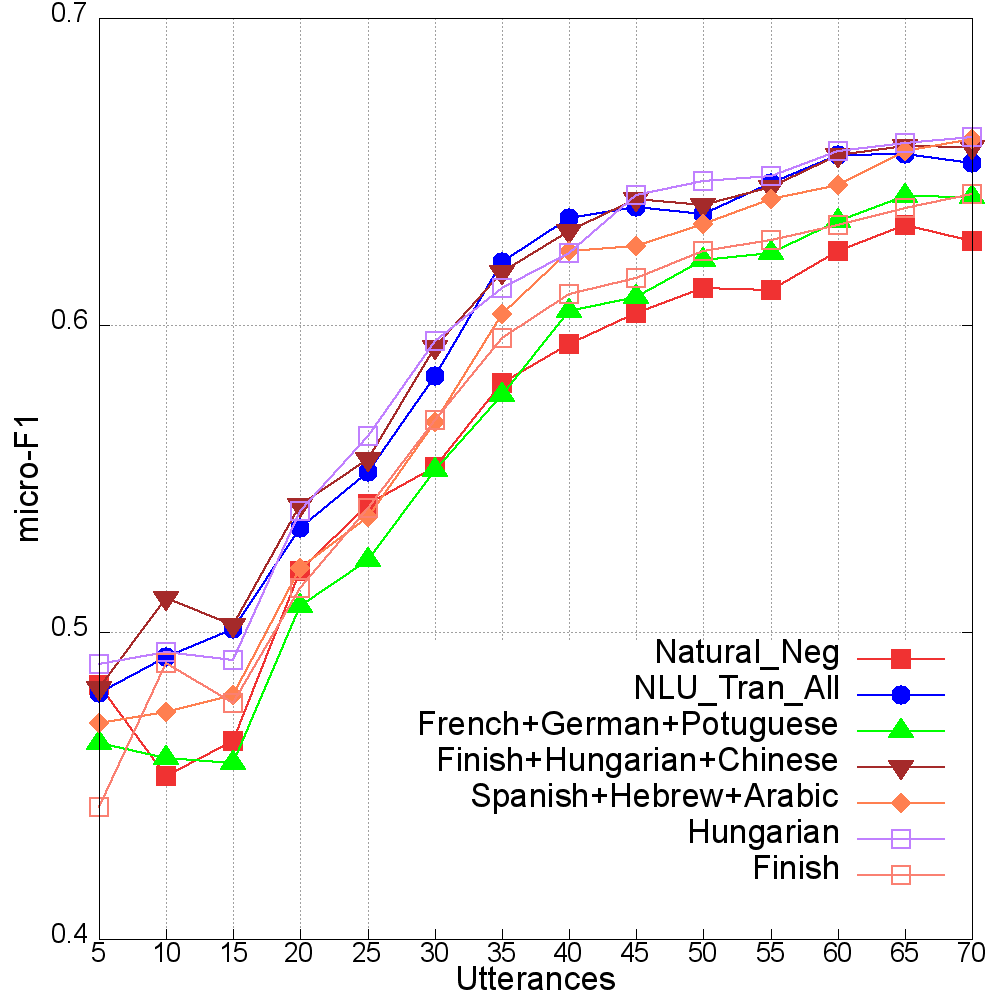 0.7
0.6
0.5
0.4
micro-F1
Natural_Neg
NLU_Tran_All
French+German+Potuguese
Finish+Hungarian+Chinese
Spanish+Hebrew+Arabic
Hungarian
Finish
5 10 15 20 25 30 35 40 45 50 55 60 65 70
Utterances